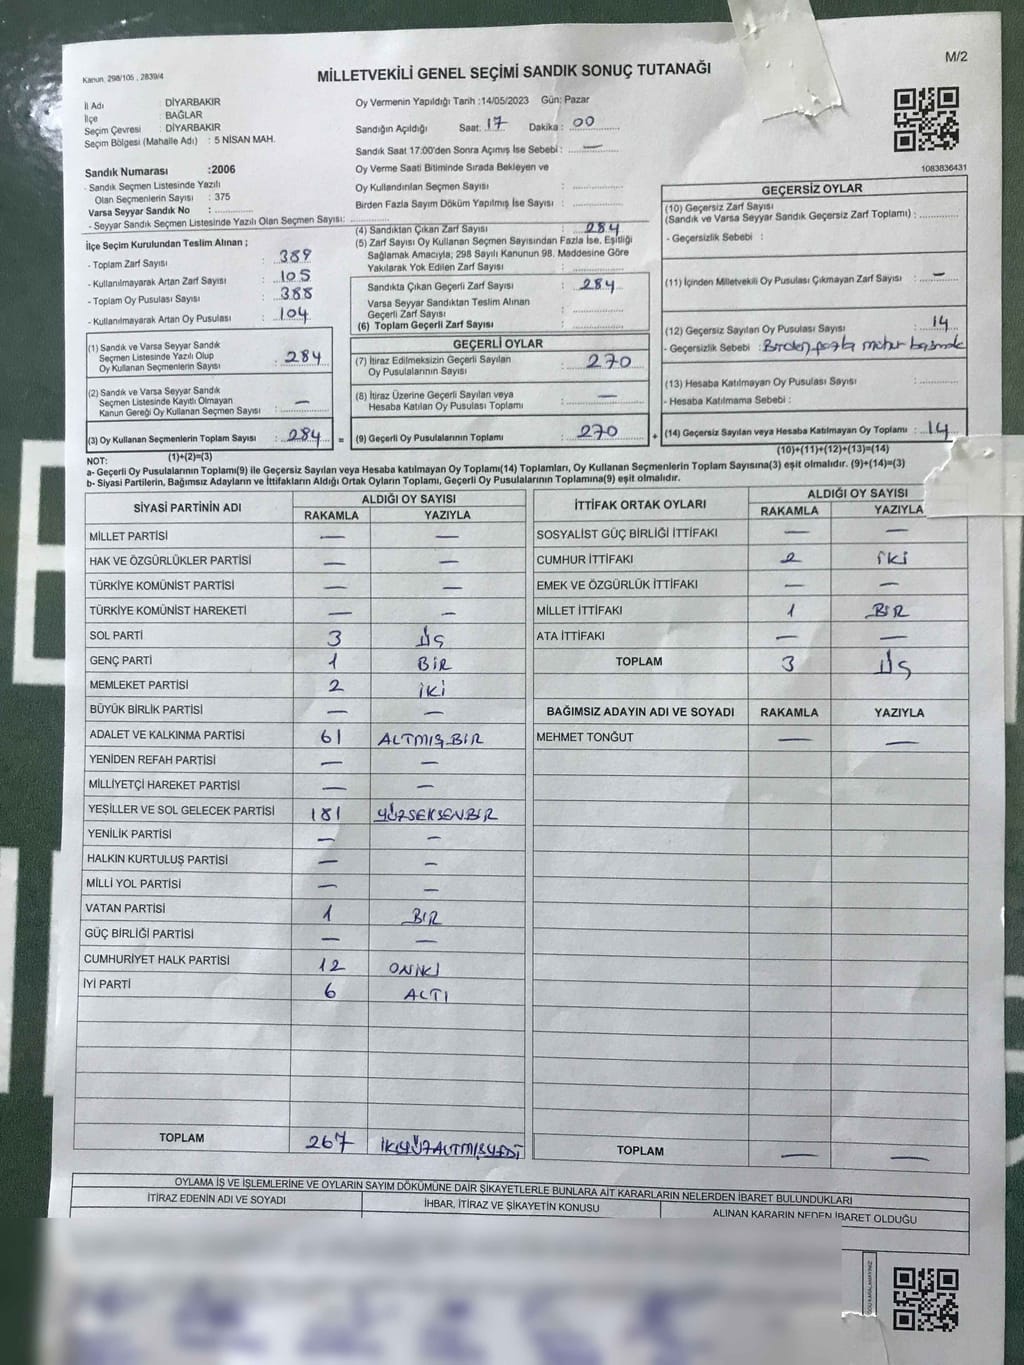 M/2
Kanun. 298/105 , 2839/4
MİLLETVEKİLİ GENEL SEÇİMİ SANDIK SONUÇ TUTANAĞI
İl Adı : DİYARBAKIR
İlçe : BAĞLAR
Seçim Çevresi : DİYARBAKIR
Seçim Bölgesi (Mahalle Adı) : 5 NİSAN MAH.
Sandık Numarası :2006
- Sandık Seçmen Listesinde Yazılı
Olan Seçmenlerin Sayısı : 375
Varsa Seyyar Sandık No :
- Seyyar Sandık Seçmen Listesinde Yazılı Olan Seçmen Sayısı:
Oy Vermenin Yapıldığı Tarih :14/05/2023 Gün: Pazar
Sandığın Açıldığı Saat: 17 Dakika : 00
Sandık Saat 17:00'den Sonra Açımış İse Sebebi : —
Oy Verme Saati Bitiminde Sırada Bekleyen ve
Oy Kullandırılan Seçmen Sayısı :
Birden Fazla Sayım Döküm Yapılmış İse Sayısı :
1083836431
İlçe Seçim Kurulundan Teslim Alınan ;
- Toplam Zarf Sayısı : 389
- Kullanılmayarak Artan Zarf Sayısı : 105
- Toplam Oy Pusulası Sayısı : 388
- Kullanılmayarak Artan Oy Pusulası : 104
(1) Sandık ve Varsa Seyyar Sandık
Seçmen Listesinde Yazılı Olup
Oy Kullanan Seçmenlerin Sayısı : 284
(2) Sandık ve Varsa Seyyar Sandık
Seçmen Listesinde Kayıtlı Olmayan
Kanun Gereği Oy Kullanan Seçmen Sayısı : —
(3) Oy Kullanan Seçmenlerin Toplam Sayısı : 284 =
(1)+(2)=(3)
(4) Sandıktan Çıkan Zarf Sayısı : 284
(5) Zarf Sayısı Oy Kullanan Seçmen Sayısından Fazla İse, Eşitliği
Sağlamak Amacıyla; 298 Sayılı Kanunun 98. Maddesine Göre
Yakılarak Yok Edilen Zarf Sayısı :
Sandıkta Çıkan Geçerli Zarf Sayısı : 284
Varsa Seyyar Sandıktan Teslim Alınan
Geçerli Zarf Sayısı :
(6) Toplam Geçerli Zarf Sayısı :
GEÇERLİ OYLAR
(7) İtiraz Edilmeksizin Geçerli Sayılan
Oy Pusulalarının Sayısı : 270
(8) İtiraz Üzerine Geçerli Sayılan veya
Hesaba Katılan Oy Pusulası Toplamı : —
(9) Geçerli Oy Pusulalarının Toplamı : 270 +
GEÇERSİZ OYLAR
(10) Geçersiz Zarf Sayısı
(Sandık ve Varsa Seyyar Sandık Geçersiz Zarf Toplamı) :
- Geçersizlik Sebebi :
(11) İçinden Milletvekili Oy Pusulası Çıkmayan Zarf Sayısı : —
(12) Geçersiz Sayılan Oy Pusulası Sayısı : 14
- Geçersizlik Sebebi : Birden fazla mühür basmak
(13) Hesaba Katılmayan Oy Pusulası Sayısı :
- Hesaba Katılmama Sebebi :
(14) Geçersiz Sayılan veya Hesaba Katılmayan Oy Toplamı : 14
(10)+(11)+(12)+(13)=(14)
NOT:
a- Geçerli Oy Pusulalarının Toplamı(9) ile Geçersiz Sayılan veya Hesaba katılmayan Oy Toplamı(14) Toplamları, Oy Kullanan Seçmenlerin Toplam Sayısına(3) eşit olmalıdır. (9)+(14)=(3)
b- Siyasi Partilerin, Bağımsız Adayların ve İttifakların Aldığı Ortak Oyların Toplamı, Geçerli Oy Pusulalarının Toplamına(9) eşit olmalıdır.
SİYASİ PARTİNİN ADI ALDIĞI OY SAYISI
RAKAMLA YAZIYLA
MİLLET PARTİSİ — —
HAK VE ÖZGÜRLÜKLER PARTİSİ — —
TÜRKİYE KOMÜNİST PARTİSİ — —
TÜRKİYE KOMÜNİST HAREKETİ — —
SOL PARTİ 3 ÜÇ
GENÇ PARTİ 1 BİR
MEMLEKET PARTİSİ 2 İKİ
BÜYÜK BİRLİK PARTİSİ — —
ADALET VE KALKINMA PARTİSİ 61 ALTMIŞ BİR
YENİDEN REFAH PARTİSİ — —
MİLLİYETÇİ HAREKET PARTİSİ — —
YEŞİLLER VE SOL GELECEK PARTİSİ 181 YÜZSEKSENBİR
YENİLİK PARTİSİ — —
HALKIN KURTULUŞ PARTİSİ — —
MİLLİ YOL PARTİSİ — —
VATAN PARTİSİ 1 BİR
GÜÇ BİRLİĞİ PARTİSİ — —
CUMHURİYET HALK PARTİSİ 12 ONİKİ
İYİ PARTİ 6 ALTI
TOPLAM 267 İKİYÜZALTMIŞYEDİ
İTTİFAK ORTAK OYLARI ALDIĞI OY SAYISI
RAKAMLA YAZIYLA
SOSYALİST GÜÇ BİRLİĞİ İTTİFAKI — —
CUMHUR İTTİFAKI 2 İKİ
EMEK VE ÖZGÜRLÜK İTTİFAKI — —
MİLLET İTTİFAKI 1 BİR
ATA İTTİFAKI — —
TOPLAM 3 ÜÇ
BAĞIMSIZ ADAYIN ADI VE SOYADI RAKAMLA YAZIYLA
MEHMET TONĞUT — —
TOPLAM — —
OYLAMA İŞ VE İŞLEMLERİNE VE OYLARIN SAYIM DÖKÜMÜNE DAİR ŞİKAYETLERLE BUNLARA AİT KARARLARIN NELERDEN İBARET BULUNDUKLARI
İTİRAZ EDENİN ADI VE SOYADI İHBAR, İTİRAZ VE ŞİKAYETİN KONUSU ALINAN KARARIN NEDEN İBARET OLDUĞU